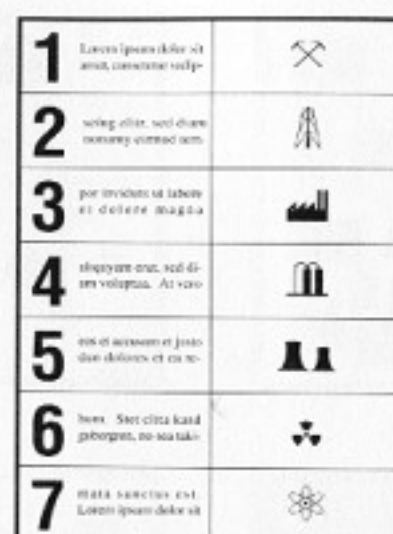 1
Lorem ipsum dolor sit
amet, consetetur sadip-
2
scing elitr, sed diam
nonumy eirmod tem-
3
por invidunt ut labore
et dolore magna
4
aliquyam erat, sed di-
am voluptua. At vero
5
eos et accusam et justo
duo dolores et ea re-
6
bum. Stet clita kasd
gubergren, no sea taki-
7
mata sanctus est.
Lorem ipsum dolor sit